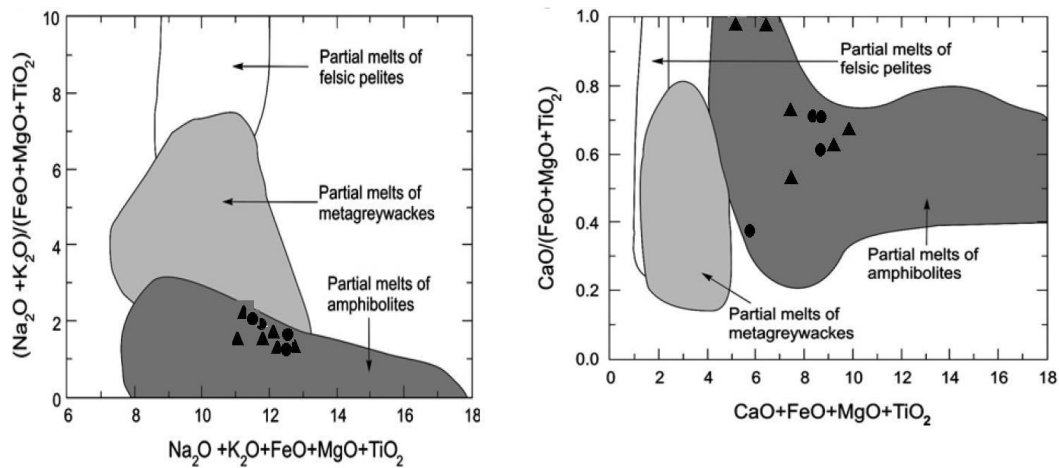 (Na₂O +K₂O)/(FeO+MgO+TiO₂)
10
8
6
4
2
0
Partial melts of
felsic pelites
Partial melts of
metagreywackes
Partial melts of
amphibolites
6 8 10 12 14 16 18
Na₂O +K₂O+FeO+MgO+TiO₂
CaO/(FeO+MgO+TiO₂)
1.0
0.8
0.6
0.4
0.2
0.0
Partial melts of
felsic pelites
Partial melts of
amphibolites
Partial melts of
metagreywackes
0 2 4 6 8 10 12 14 16 18
CaO+FeO+MgO+TiO₂